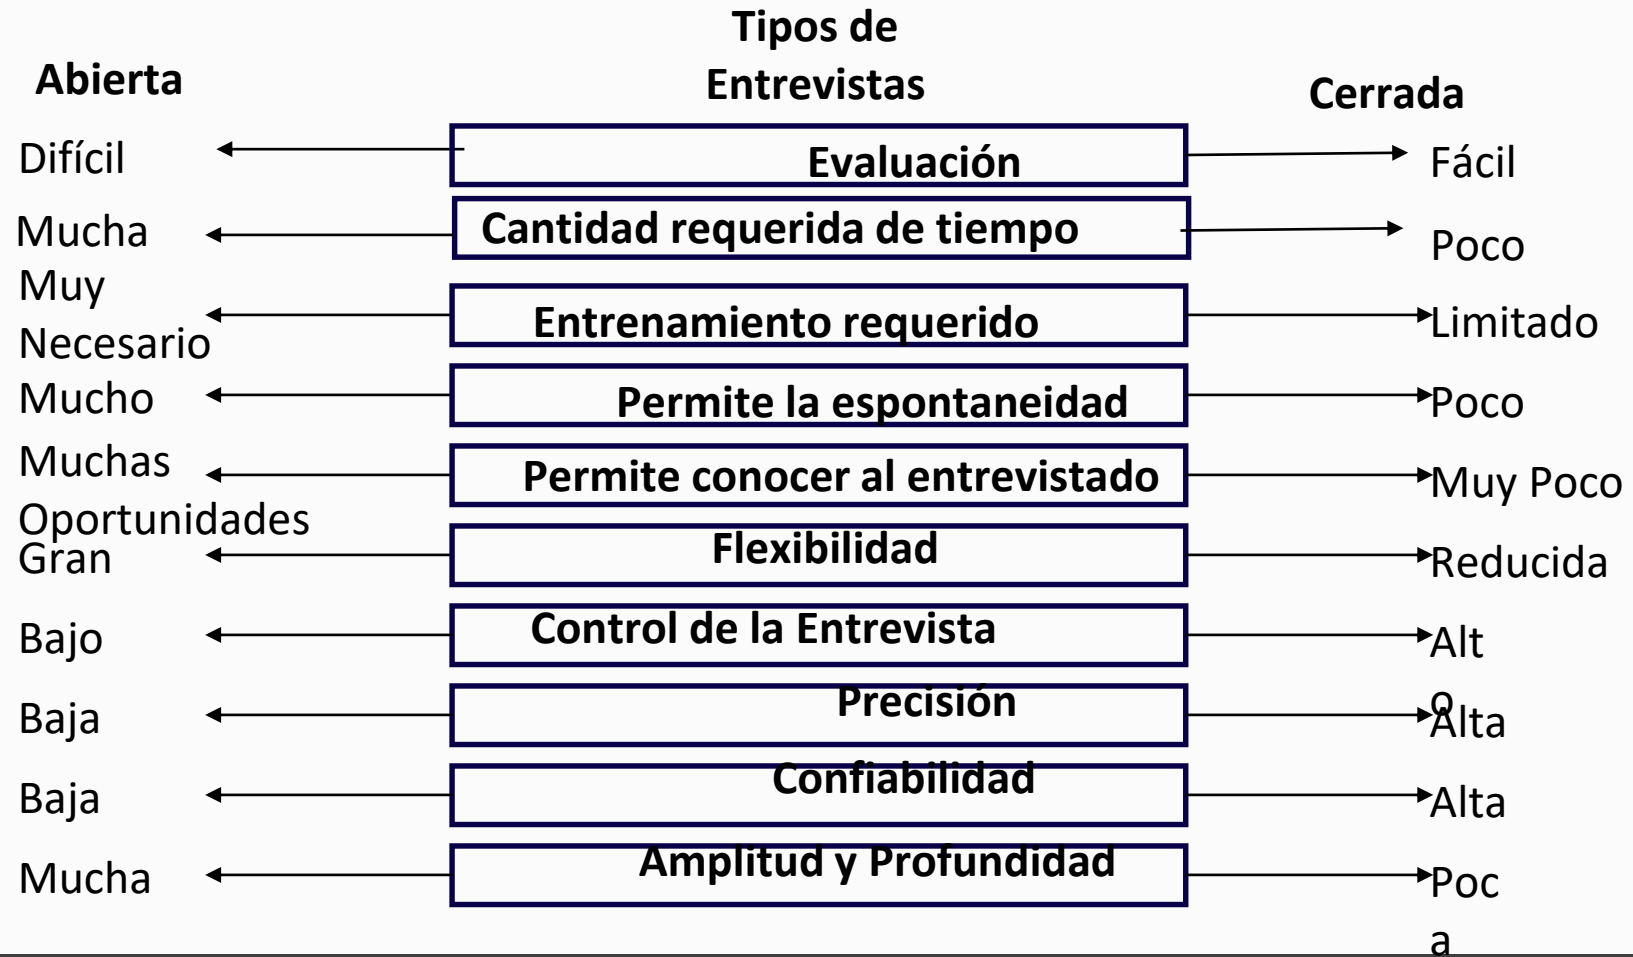 Tipos de
Entrevistas
Abierta
Cerrada
Difícil
Evaluación
Fácil
Mucha
Cantidad requerida de tiempo
Poco
Muy
Necesario
Entrenamiento requerido
Limitado
Mucho
Permite la espontaneidad
Poco
Muchas
Oportunidades
Permite conocer al entrevistado
Muy Poco
Gran
Flexibilidad
Reducida
Bajo
Control de la Entrevista
Alt
o
Baja
Precisión
Alta
Baja
Confiabilidad
Alta
Mucha
Amplitud y Profundidad
Poc
a